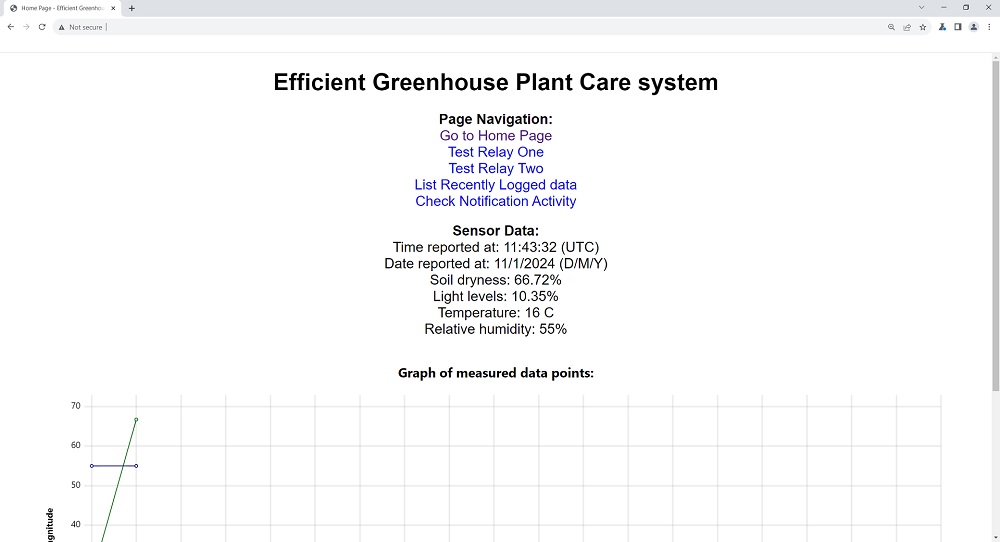 Home Page - Efficient Greenhou
Not secure
Efficient Greenhouse Plant Care system
Page Navigation:
Go to Home Page
Test Relay One
Test Relay Two
List Recently Logged data
Check Notification Activity
Sensor Data:
Time reported at: 11:43:32 (UTC)
Date reported at: 11/1/2024 (D/M/Y)
Soil dryness: 66.72%
Light levels: 10.35%
Temperature: 16 C
Relative humidity: 55%
Graph of measured data points:
70
60
50
40
gnitude